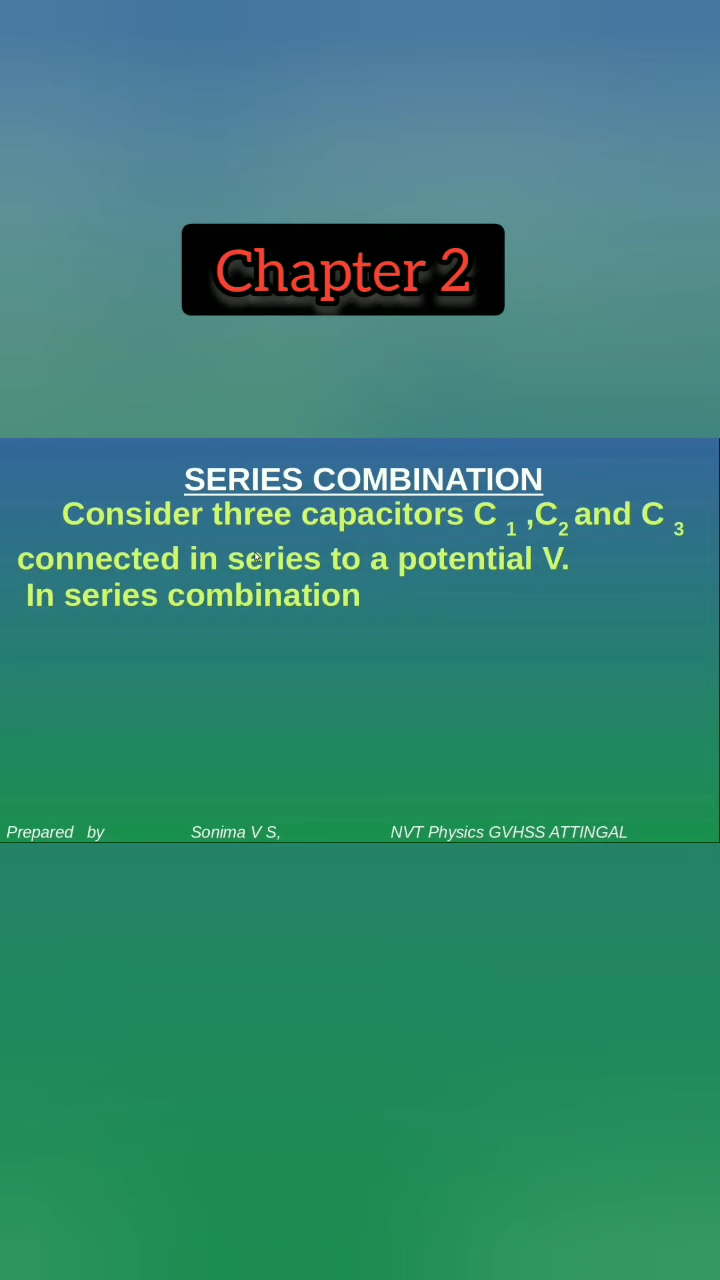 Chapter 2
SERIES COMBINATION
Consider three capacitors C 1 ,C2 and C 3
connected in series to a potential V.
In series combination
Prepared by Sonima V S, NVT Physics GVHSS ATTINGAL